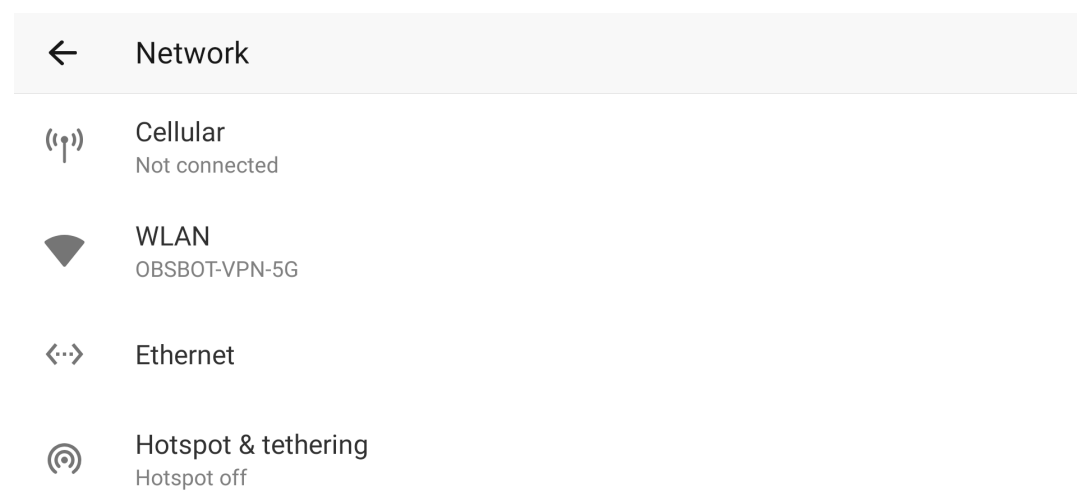 Network
Cellular
Not connected
WLAN
OBSBOT-VPN-5G
Ethernet
Hotspot & tethering
Hotspot off